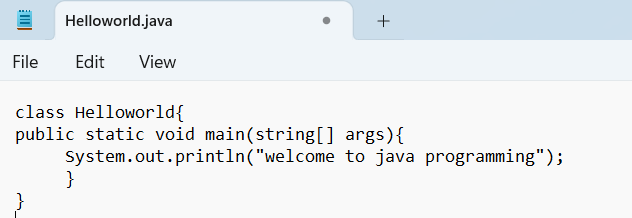 Helloworld.java
File Edit View
class Helloworld{
public static void main(string[] args){
     System.out.println("welcome to java programming");
     }
}